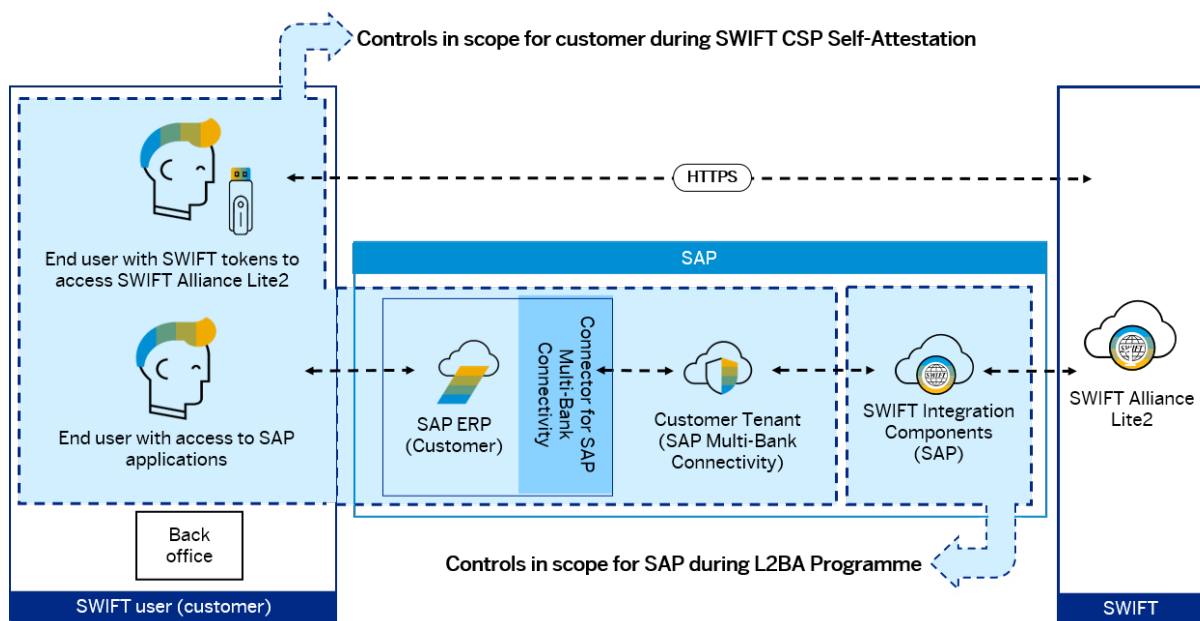 Controls in scope for customer during SWIFT CSP Self-Attestation
HTTPS
End user with SWIFT tokens to
access SWIFT Alliance Lite2
End user with access to SAP
applications
Back
office
SWIFT user (customer)
SAP
SAP ERP
(Customer)
Connector for SAP
Multi-Bank
Connectivity
Customer Tenant
(SAP Multi-Bank
Connectivity)
SWIFT
SWIFT Integration
Components
(SAP)
Controls in scope for SAP during L2BA Programme
SWIFT
SWIFT Alliance
Lite2
SWIFT